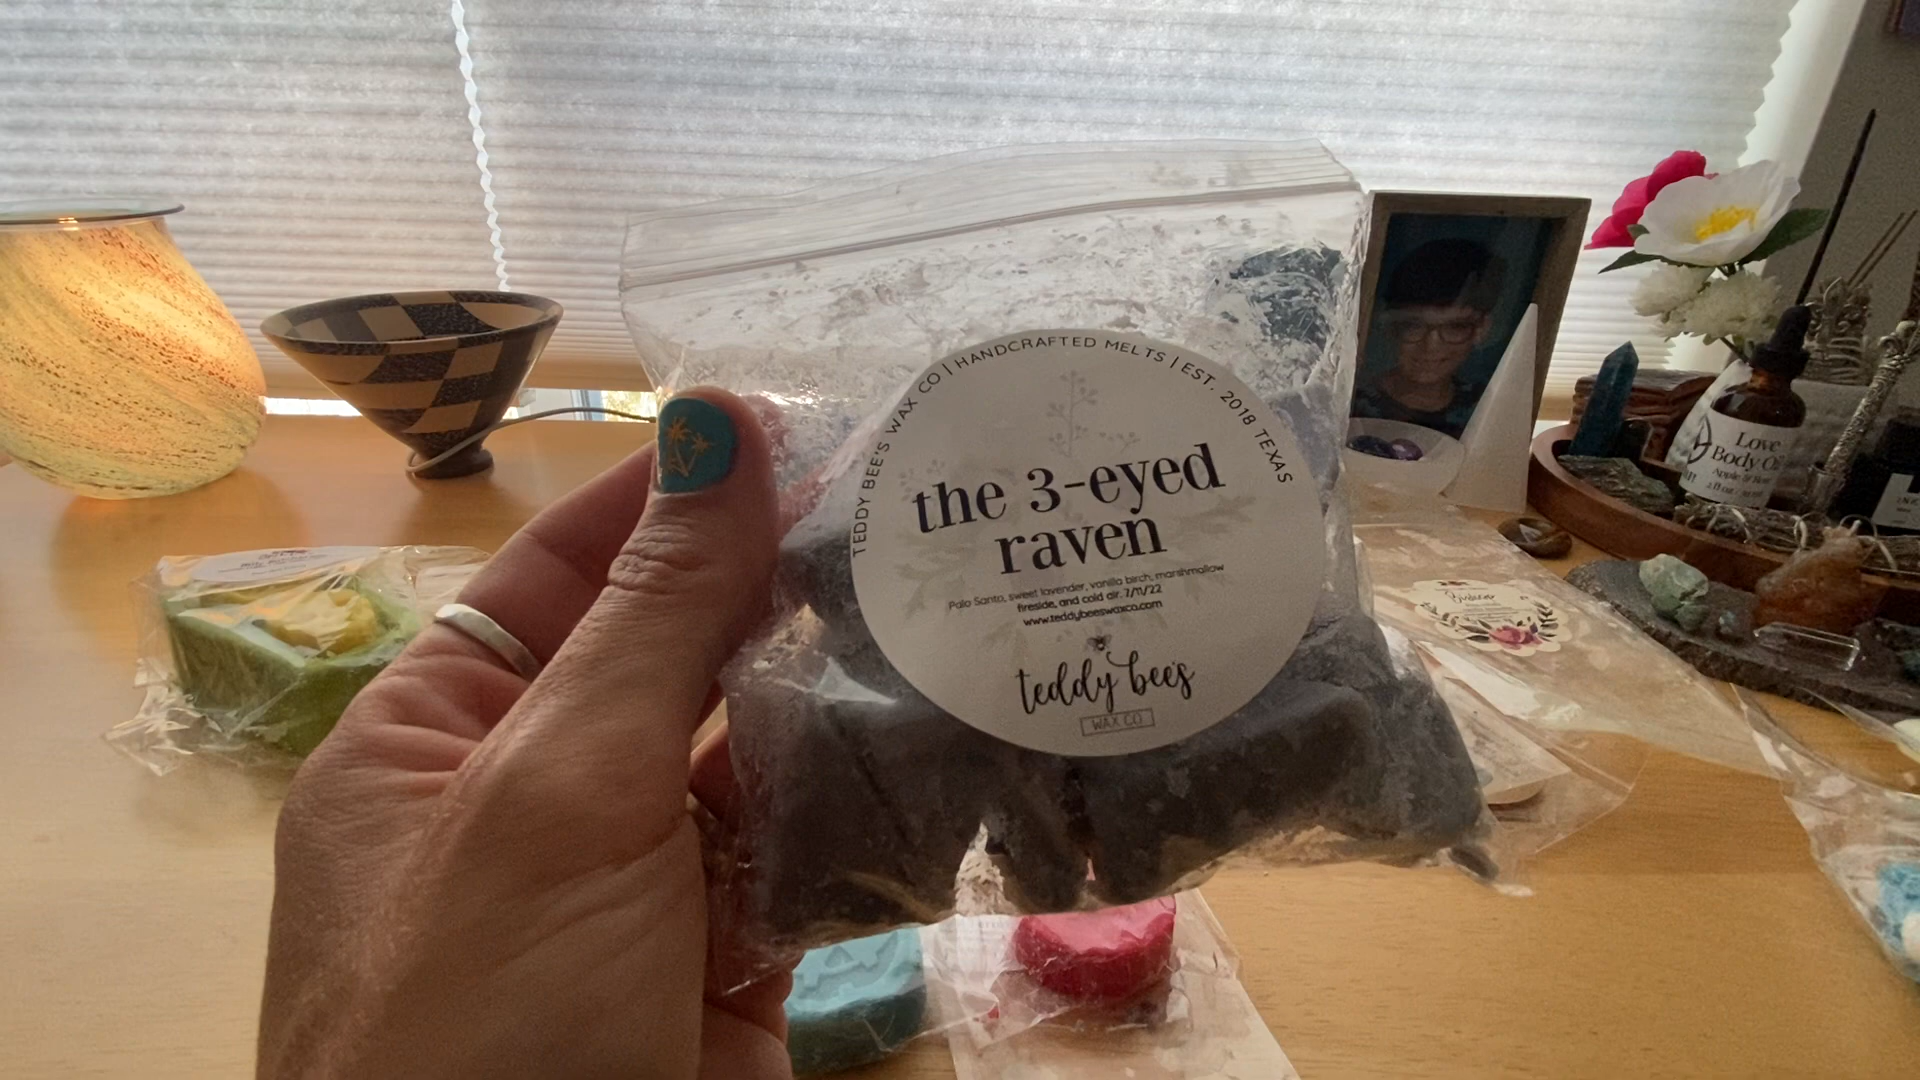 TEDDY BEE'S WAX CO | HANDCRAFTED MELTS | EST. 2018 TEXAS
the 3-eyed
raven
Palo Santo, sweet lavender, vanilla birch, marshmallow
fireside, and cold air. 7/11/22
www.teddybeeswaxco.com
teddy bee's
WAX CO
Love
Body Oil